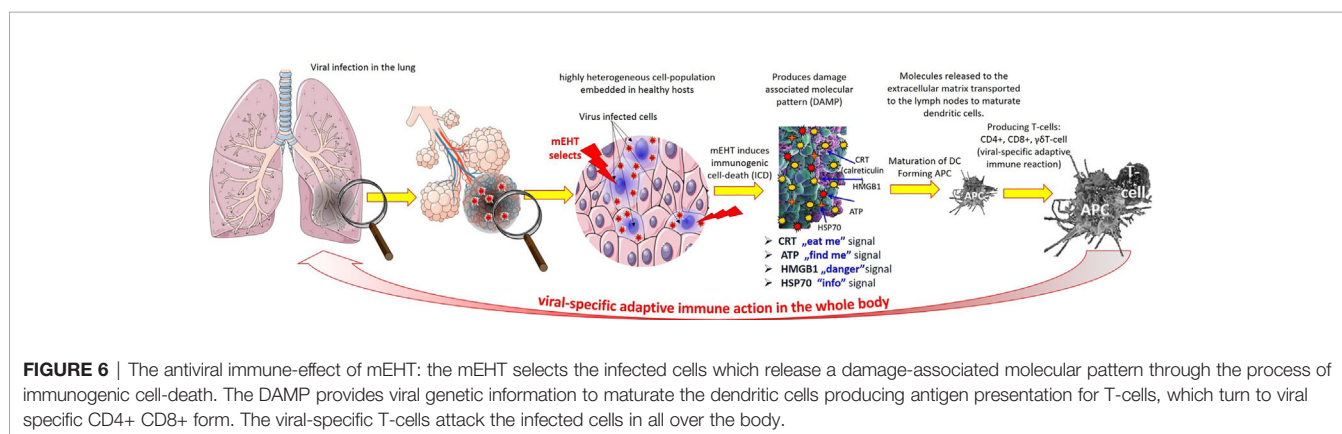 Viral infection in the lung
highly heterogeneous cell-population
embedded in healthy hosts
Virus infected cells
mEHT
selects
mEHT induces
immunogenic
cell-death (ICD)
Produces damage
associated molecular
pattern (DAMP)
CRT
(calreticulin
HMGB1
ATP
HSP70
➢ CRT „eat me” signal
➢ ATP „find me” signal
➢ HMGB1 „danger”signal
➢ HSP70 “info” signal
Molecules released to the
extracellular matrix transported
to the lymph nodes to maturate
dendritic cells.
Maturation of DC
Forming APC
APC
Producing T-cells:
CD4+, CD8+, γδT-cell
(viral-specific adaptive
immune reaction)
T-
cell
APC
viral-specific adaptive immune action in the whole body
FIGURE 6 | The antiviral immune-effect of mEHT: the mEHT selects the infected cells which release a damage-associated molecular pattern through the process of
immunogenic cell-death. The DAMP provides viral genetic information to maturate the dendritic cells producing antigen presentation for T-cells, which turn to viral
specific CD4+ CD8+ form. The viral-specific T-cells attack the infected cells in all over the body.